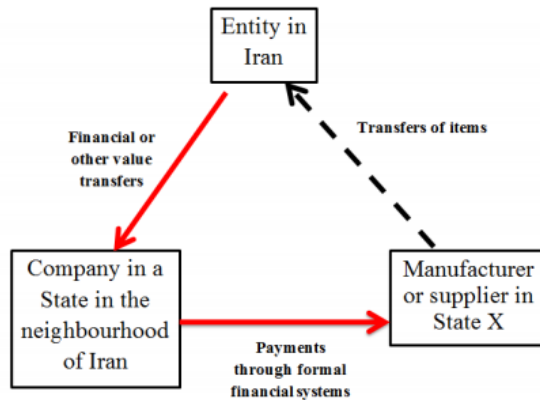 Entity in
Iran
Financial or
other value
transfers
Transfers of items
Company in a
State in the
neighbourhood
of Iran
Manufacturer
or supplier in
State X
Payments
through formal
financial systems